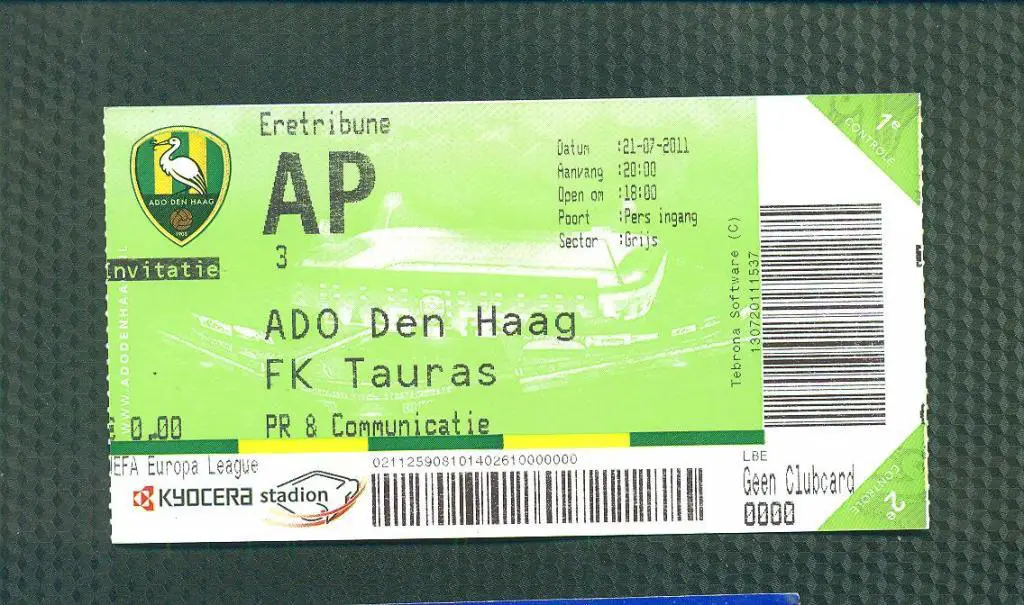 Eretribune
AP
3
ADO DEN HAAG
1905
Invitatie
Datum :21-07-2011
Aanvang :20:00
Open om :18:00
Poort :Pers ingang
Sector :Grijs
ADO Den Haag
FK Tauras
0.00
PR & Communicatie
UEFA Europa League
KYOCERA stadion
021125908101402610000000
LBE
Geen Clubcard
0000
Tebrona Software (C)
130720111537
1e
CONTROLE
2e
CONTROLE